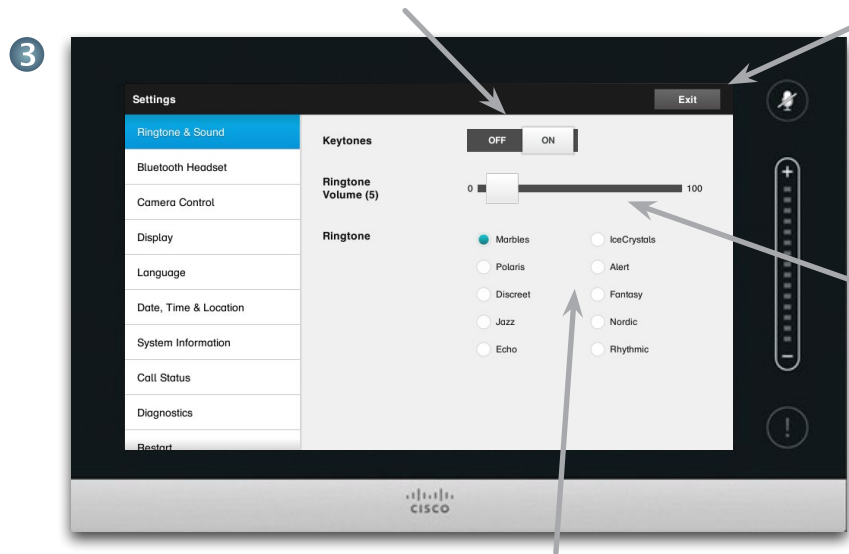 3
Settings
Exit
Ringtone & Sound
Bluetooth Headset
Camera Control
Display
Language
Date, Time & Location
System Information
Call Status
Diagnostics
Restart
Keytones
OFF ON
Ringtone
Volume (5)
0 100
Ringtone
Marbles IceCrystals
Polaris Alert
Discreet Fantasy
Jazz Nordic
Echo Rhythmic
+
−
!
CISCO